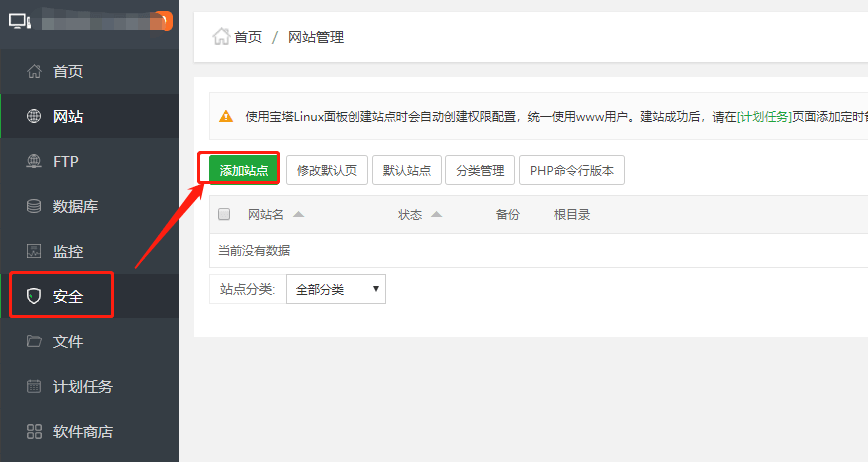 首页
网站
FTP
数据库
监控
安全
文件
计划任务
软件商店
首页 / 网站管理
使用宝塔Linux面板创建站点时会自动创建权限配置，统一使用www用户。建站成功后，请在[计划任务]页面添加定时
添加站点 修改默认页 默认站点 分类管理 PHP命令行版本
网站名 状态 备份 根目录
当前没有数据
站点分类: 全部分类